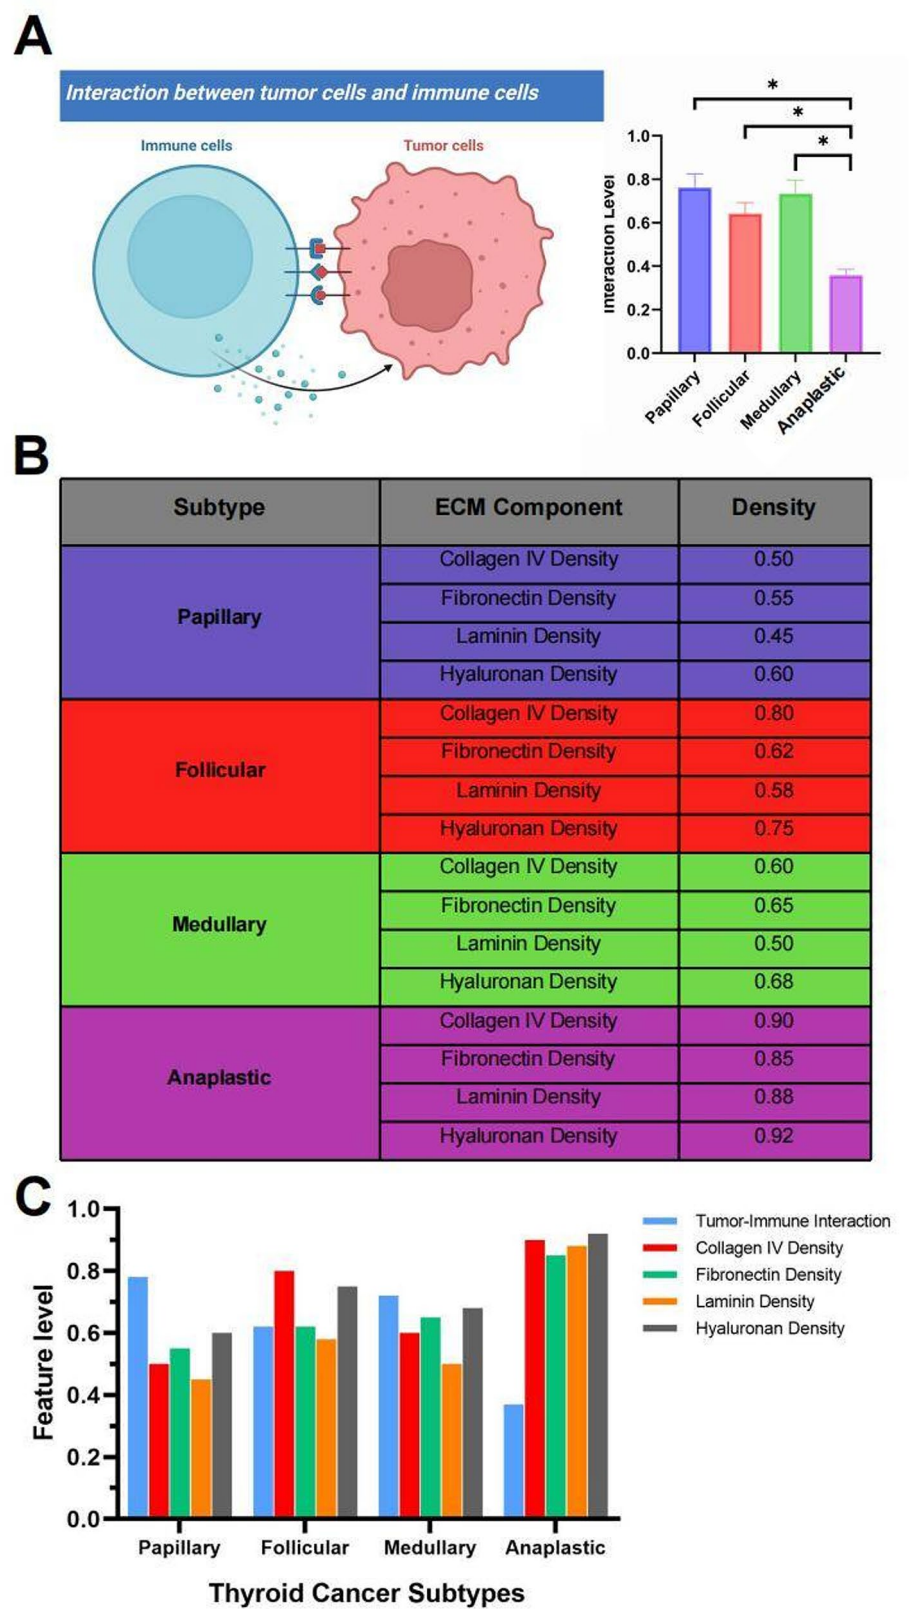 A
Interaction between tumor cells and immune cells
Immune cells
Tumor cells
*
*
*
Interaction Level
1.0
0.8
0.6
0.4
0.2
0.0
Papillary
Follicular
Medullary
Anaplastic
B
Subtype ECM Component Density
Papillary
Collagen IV Density 0.50
Fibronectin Density 0.55
Laminin Density 0.45
Hyaluronan Density 0.60
Follicular
Collagen IV Density 0.80
Fibronectin Density 0.62
Laminin Density 0.58
Hyaluronan Density 0.75
Medullary
Collagen IV Density 0.60
Fibronectin Density 0.65
Laminin Density 0.50
Hyaluronan Density 0.68
Anaplastic
Collagen IV Density 0.90
Fibronectin Density 0.85
Laminin Density 0.88
Hyaluronan Density 0.92
C
Feature level
1.0
0.8
0.6
0.4
0.2
0.0
Papillary
Follicular
Medullary
Anaplastic
Thyroid Cancer Subtypes
Tumor-Immune Interaction
Collagen IV Density
Fibronectin Density
Laminin Density
Hyaluronan Density